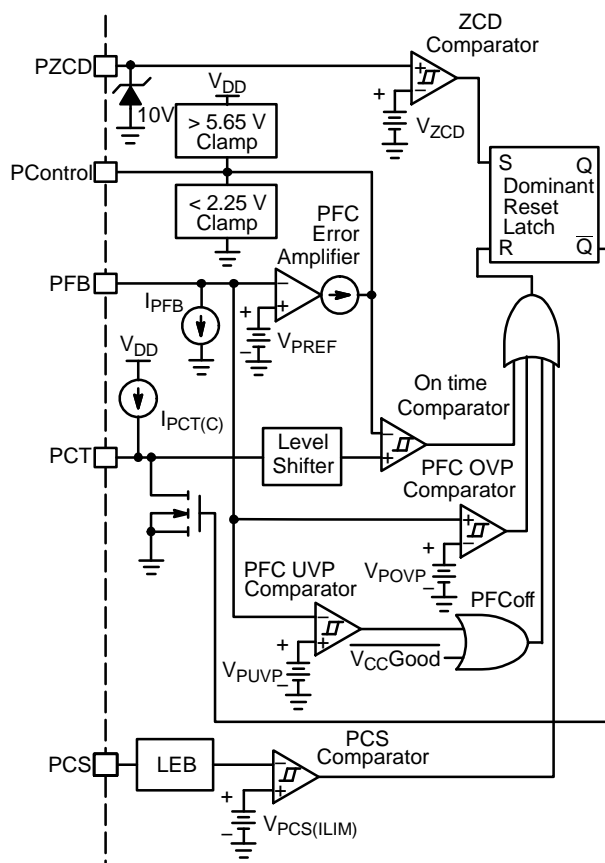 ZCD
Comparator
PZCD
10V
V_DD
> 5.65 V
Clamp
+
−
V_ZCD
+
−
PControl
< 2.25 V
Clamp
PFC
Error
Amplifier
S Q
Dominant
Reset
Latch
R Q̅
PFB
I_PFB
−
+
+
−
V_PREF
V_DD
I_PCT(C)
On time
Comparator
PCT
Level
Shifter
−
+
PFC OVP
Comparator
+
−
+
−
V_POVP
PFC UVP
Comparator
PFCoff
−
+
+
−
V_PUVP
V̅_C̅C̅G̅o̅o̅d̅
PCS
LEB
PCS
Comparator
−
+
+
−
V_PCS(ILIM)